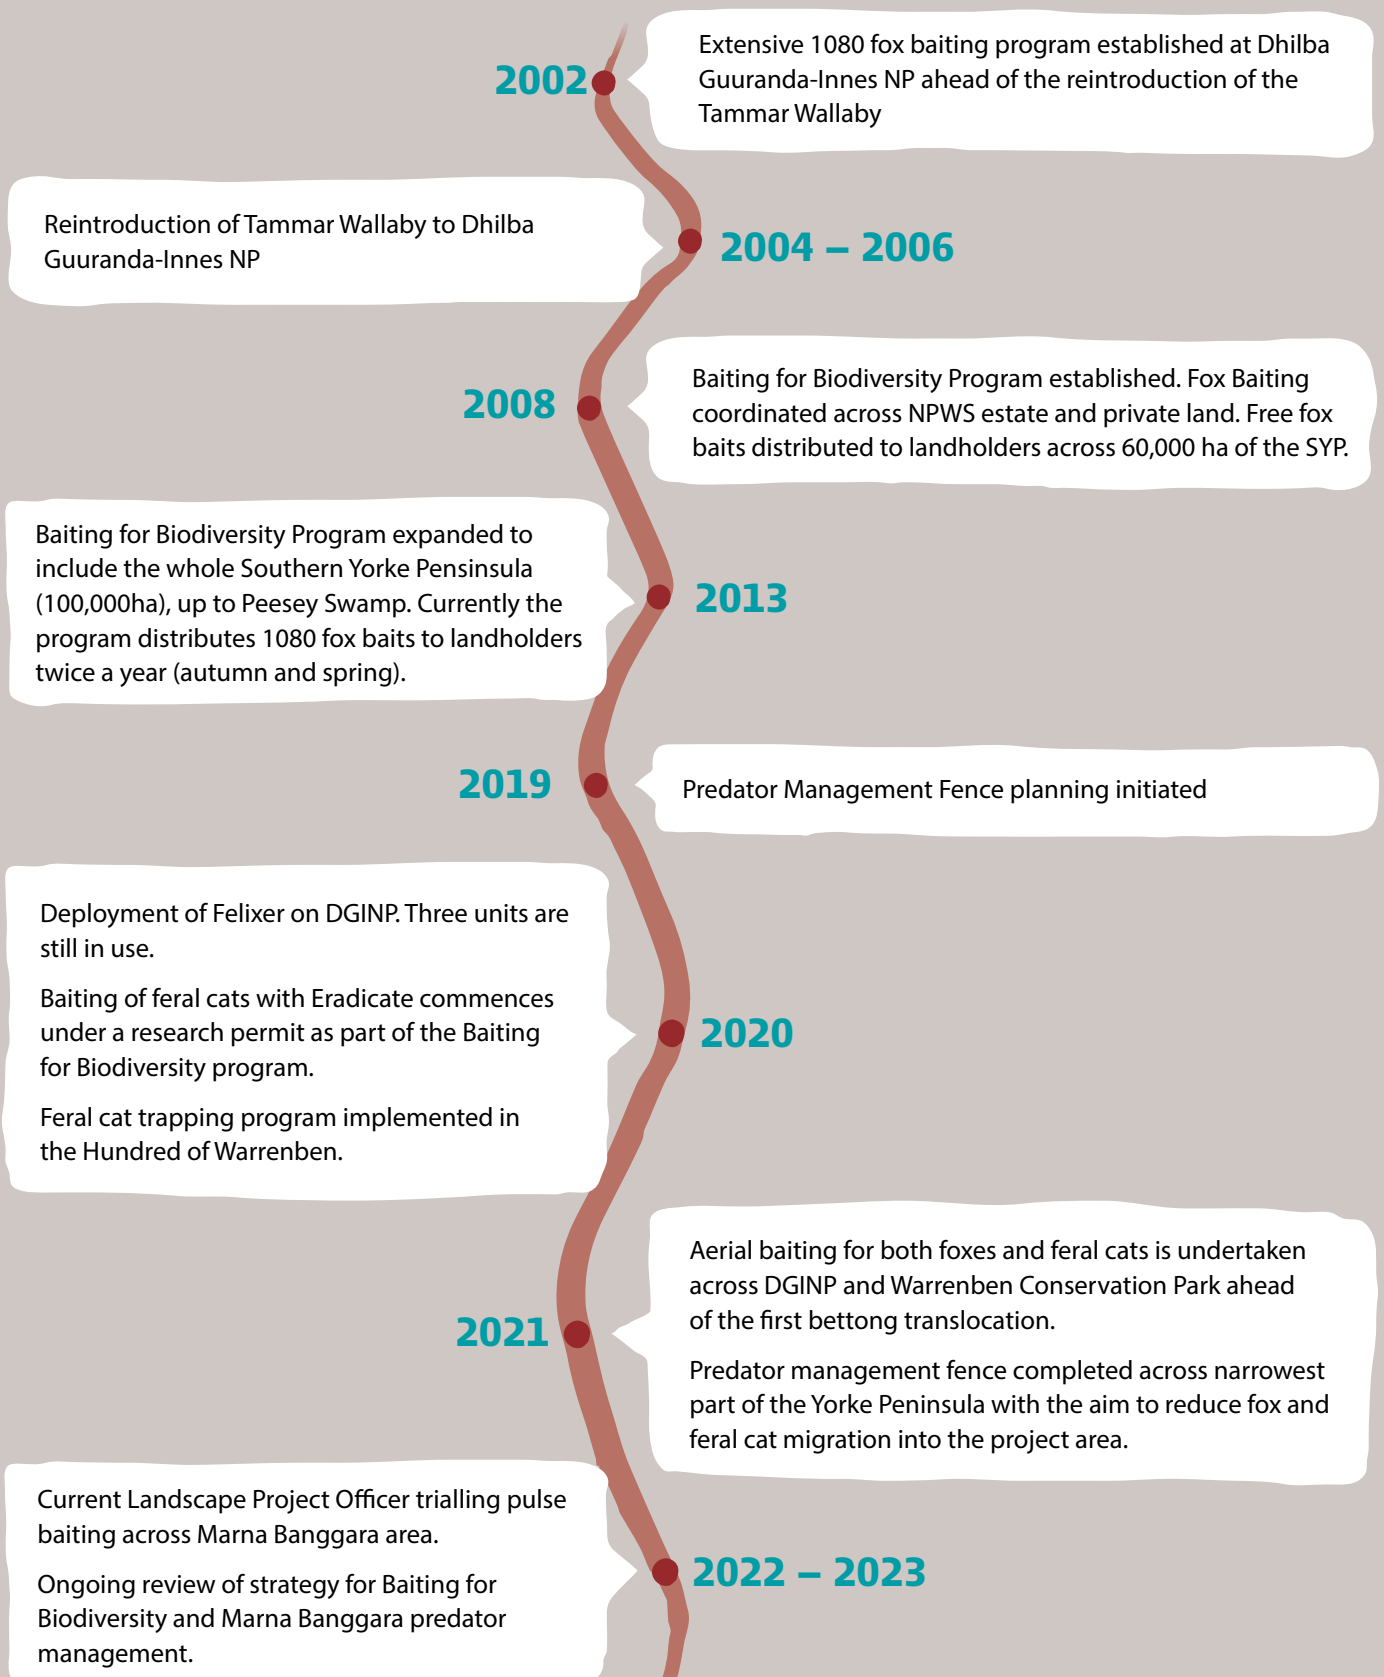 2002
Extensive 1080 fox baiting program established at Dhilba
Guuranda-Innes NP ahead of the reintroduction of the
Tammar Wallaby
Reintroduction of Tammar Wallaby to Dhilba
Guuranda-Innes NP
2004 – 2006
2008
Baiting for Biodiversity Program established. Fox Baiting
coordinated across NPWS estate and private land. Free fox
baits distributed to landholders across 60,000 ha of the SYP.
Baiting for Biodiversity Program expanded to
include the whole Southern Yorke Pensinsula
(100,000ha), up to Peesey Swamp. Currently the
program distributes 1080 fox baits to landholders
twice a year (autumn and spring).
2013
2019
Predator Management Fence planning initiated
Deployment of Felixer on DGINP. Three units are
still in use.
Baiting of feral cats with Eradicate commences
under a research permit as part of the Baiting
for Biodiversity program.
Feral cat trapping program implemented in
the Hundred of Warrenben.
2020
2021
Aerial baiting for both foxes and feral cats is undertaken
across DGINP and Warrenben Conservation Park ahead
of the first bettong translocation.
Predator management fence completed across narrowest
part of the Yorke Peninsula with the aim to reduce fox and
feral cat migration into the project area.
Current Landscape Project Officer trialling pulse
baiting across Marna Banggara area.
Ongoing review of strategy for Baiting for
Biodiversity and Marna Banggara predator
management.
2022 – 2023